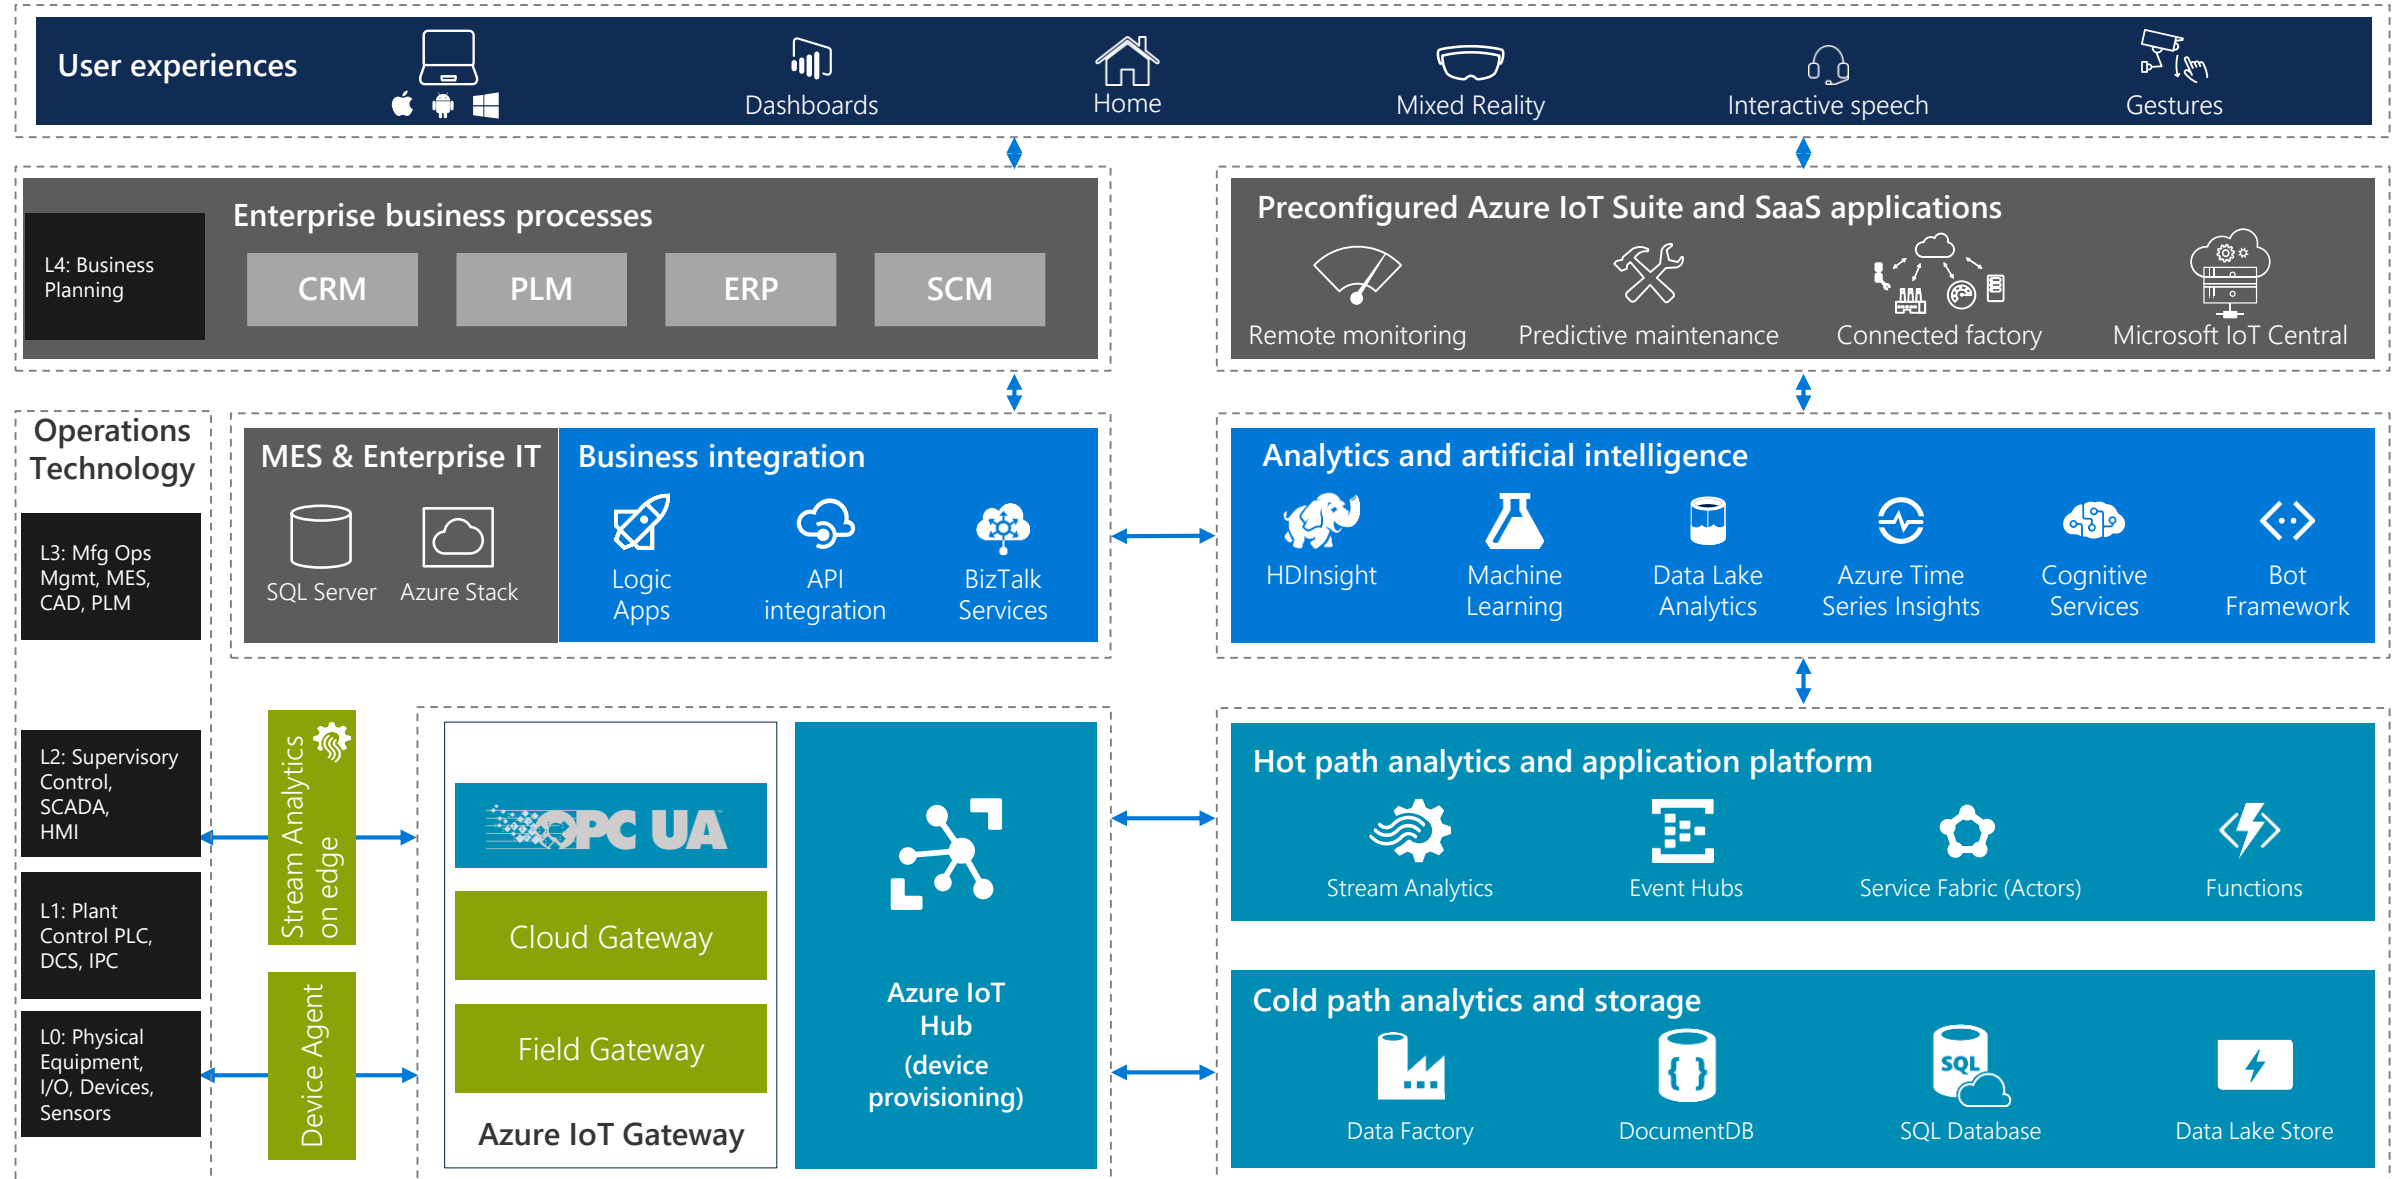 User experiences
Dashboards
Home
Mixed Reality
Interactive speech
Gestures
L4: Business
Planning
Enterprise business processes
CRM
PLM
ERP
SCM
Preconfigured Azure IoT Suite and SaaS applications
Remote monitoring
Predictive maintenance
Connected factory
Microsoft IoT Central
Operations
Technology
L3: Mfg Ops
Mgmt, MES,
CAD, PLM
L2: Supervisory
Control,
SCADA,
HMI
L1: Plant
Control PLC,
DCS, IPC
L0: Physical
Equipment,
I/O, Devices,
Sensors
MES & Enterprise IT
SQL Server
Azure Stack
Business integration
Logic
Apps
API
integration
BizTalk
Services
Analytics and artificial intelligence
HDInsight
Machine
Learning
Data Lake
Analytics
Azure Time
Series Insights
Cognitive
Services
Bot
Framework
Stream Analytics
on edge
Device Agent
OPC UA
Cloud Gateway
Field Gateway
Azure IoT Gateway
Azure IoT
Hub
(device
provisioning)
Hot path analytics and application platform
Stream Analytics
Event Hubs
Service Fabric (Actors)
Functions
Cold path analytics and storage
Data Factory
DocumentDB
SQL
SQL Database
Data Lake Store